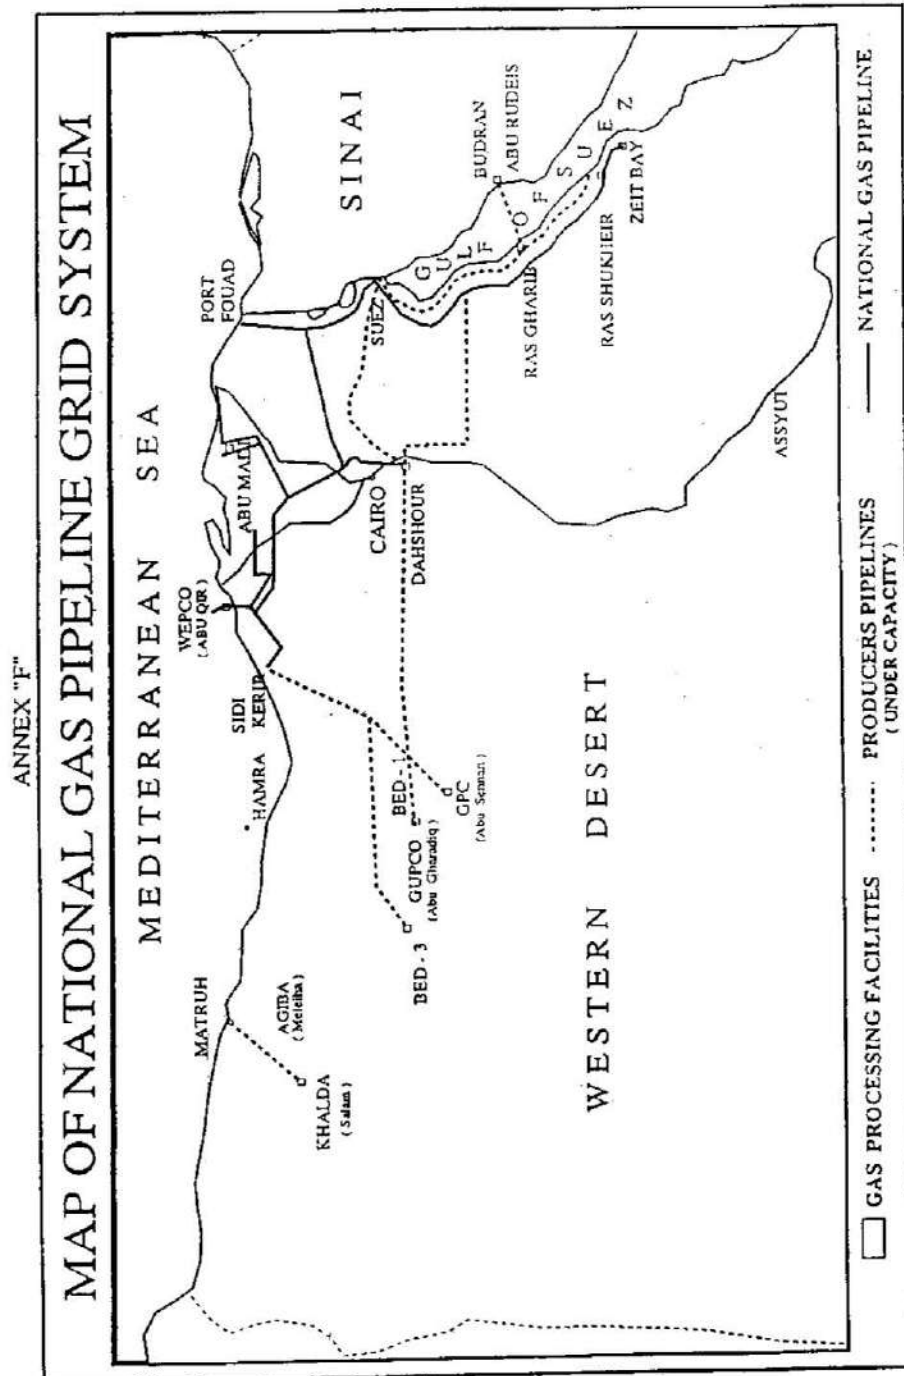 ANNEX "F"
MAP OF NATIONAL GAS PIPELINE GRID SYSTEM
MEDITERRANEAN SEA
PORT
FOUAD
SINAI
WEPCO
(ABU QIR)
ABU MADI
SIDI
KERIR
HAMRA
MATRUH
AGIBA
(Meleiha)
KHALDA
(Salam)
SUEZ
CAIRO
DAHSHOUR
GULF OF SUEZ
BUDRAN
ABU RUDEIS
RAS GHARIB
RAS SHUKHEIR
ZEIT BAY
BED - 1
GUPCO
(Abu Gharadiq)
GPC
(Abu Sennan)
BED - 3
WESTERN DESERT
ASSYUT
GAS PROCESSING FACILITIES
PRODUCERS PIPELINES
(UNDER CAPACITY)
NATIONAL GAS PIPELINE